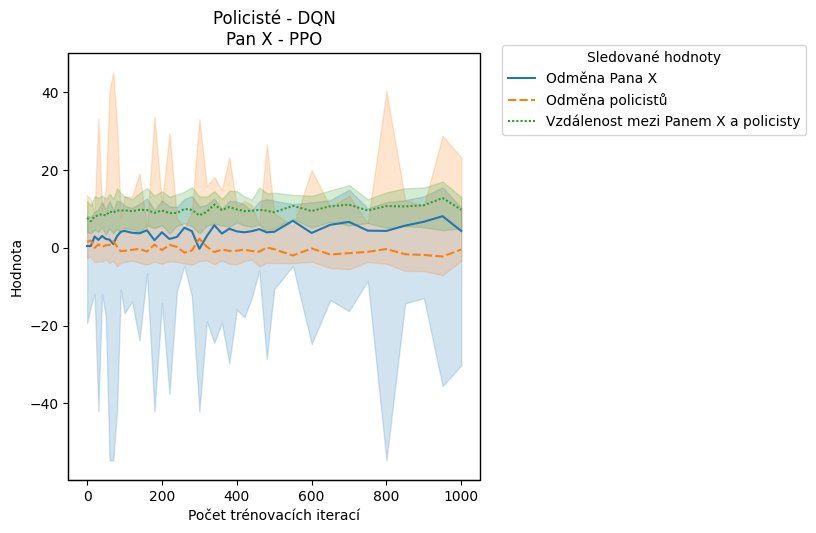 Policisté - DQN
Pan X - PPO
Sledované hodnoty
Odměna Pana X
Odměna policistů
Vzdálenost mezi Panem X a policisty
Hodnota
40
20
0
−20
−40
0 200 400 600 800 1000
Počet trénovacích iterací